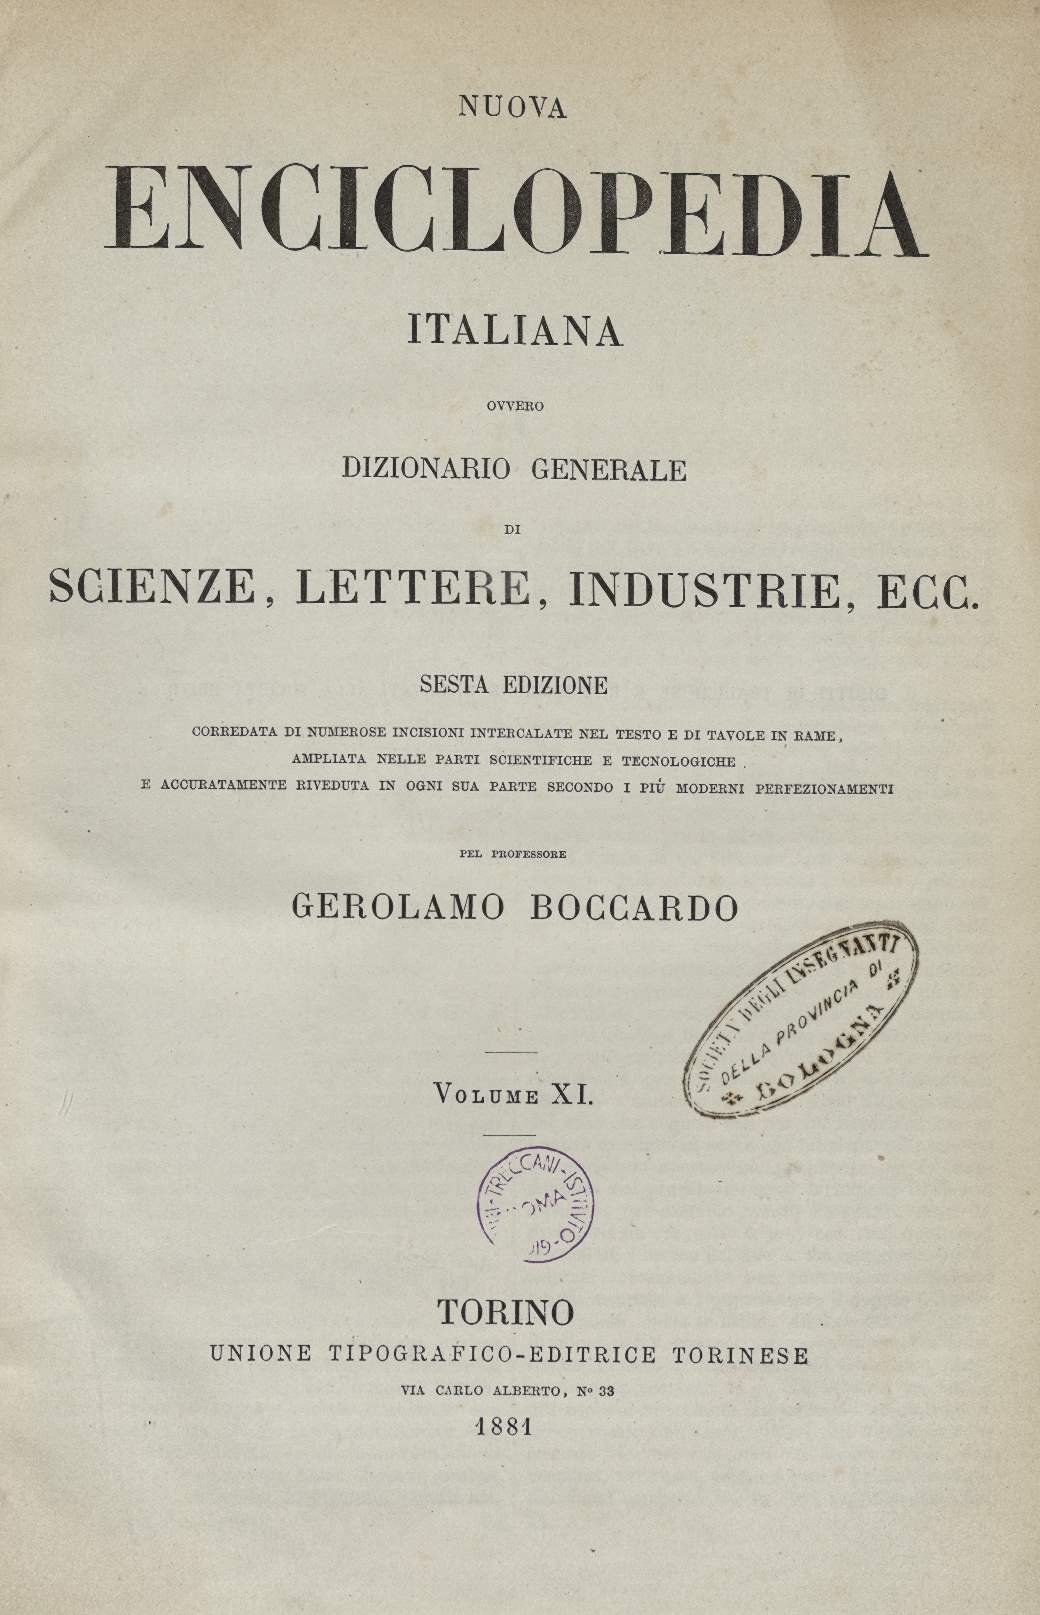 NUOVA
ENCICLOPEDIA
ITALIANA
OVVERO
DIZIONARIO GENERALE
DI
SCIENZE, LETTERE, INDUSTRIE, ECC.
SESTA EDIZIONE
CORREDATA DI NUMEROSE INCISIONI INTERCALATE NEL TESTO E DI TAVOLE IN RAME,
AMPLIATA NELLE PARTI SCIENTIFICHE E TECNOLOGICHE
E ACCURATAMENTE RIVEDUTA IN OGNI SUA PARTE SECONDO I PIÙ MODERNI PERFEZIONAMENTI
PEL PROFESSORE
GEROLAMO BOCCARDO
SOCIETA DEGLI INSEGNANTI
DELLA PROVINCIA DI
BOLOGNA
VOLUME XI.
TRECCANI-ISTITVTO-
TORINO
UNIONE TIPOGRAFICO-EDITRICE TORINESE
VIA CARLO ALBERTO, Nº 33
1881